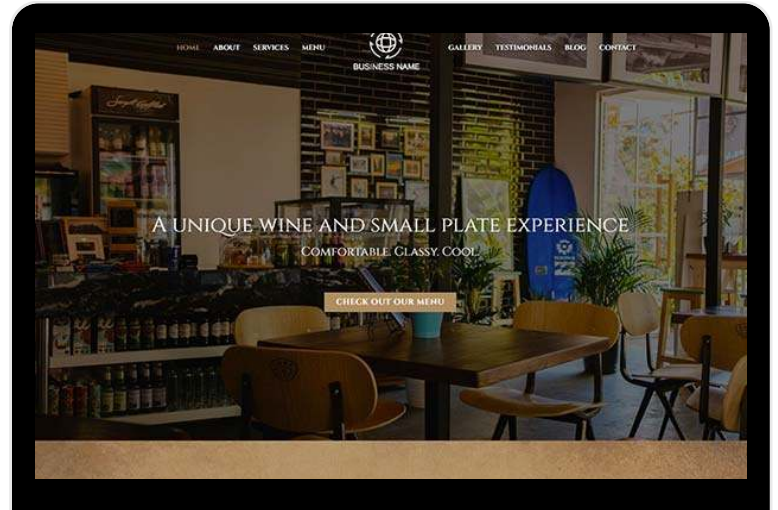 HOME ABOUT SERVICES MENU
BUSINESS NAME
GALLERY TESTIMONIALS BLOG CONTACT
A UNIQUE WINE AND SMALL PLATE EXPERIENCE
COMFORTABLE. CLASSY. COOL.
CHECK OUT OUR MENU